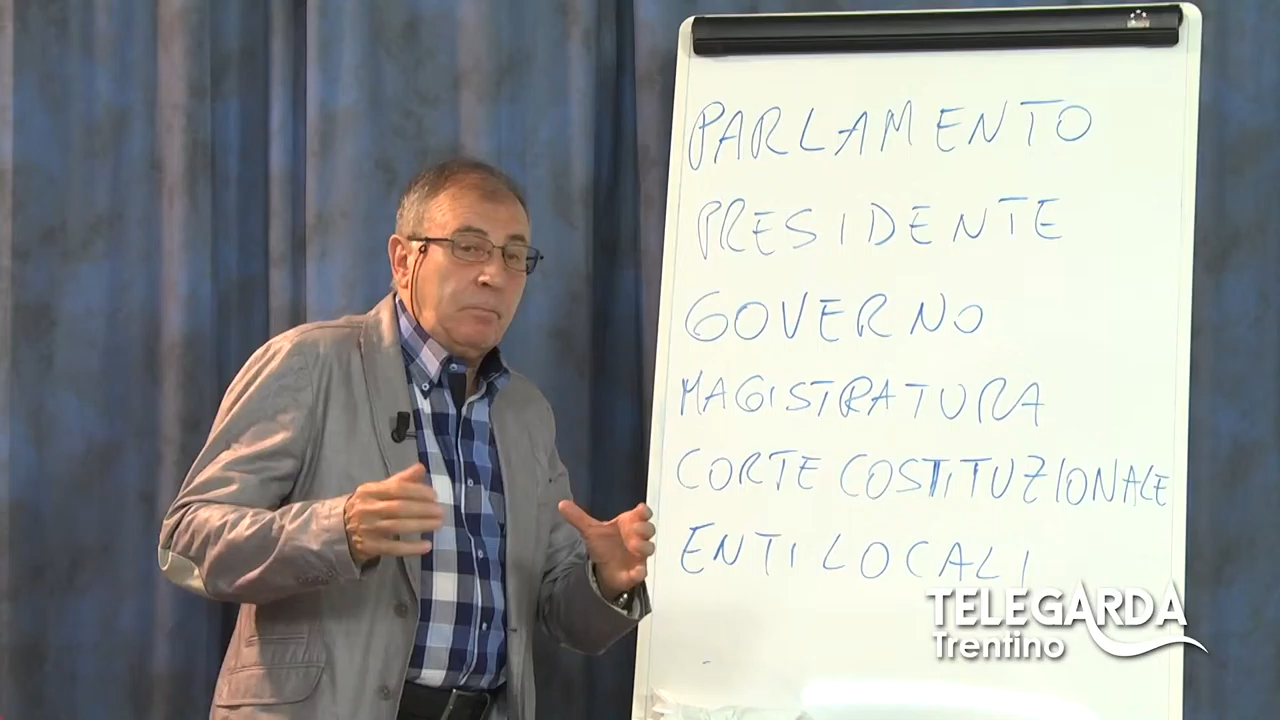 PARLAMENTO
PRESIDENTE
GOVERNO
MAGISTRATURA
CORTE COSTITUZIONALE
ENTI LOCALI
TELEGARDA
Trentino